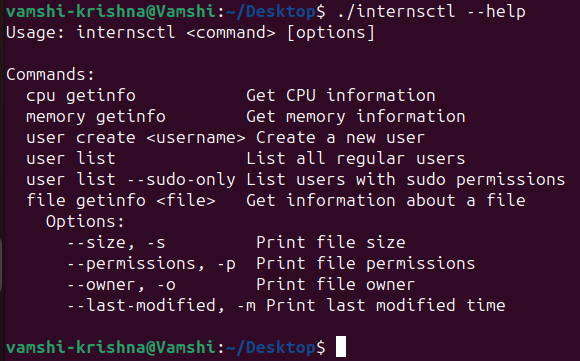 vamshi-krishna@Vamshi:~/Desktop$ ./internsctl --help
Usage: internsctl <command> [options]

Commands:
  cpu getinfo           Get CPU information
  memory getinfo        Get memory information
  user create <username> Create a new user
  user list             List all regular users
  user list --sudo-only List users with sudo permissions
  file getinfo <file>   Get information about a file
    Options:
      --size, -s         Print file size
      --permissions, -p  Print file permissions
      --owner, -o        Print file owner
      --last-modified, -m Print last modified time

vamshi-krishna@Vamshi:~/Desktop$